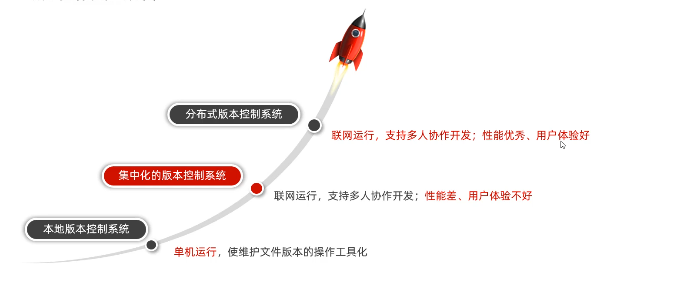 分布式版本控制系统
联网运行，支持多人协作开发；性能优秀、用户体验好
集中化的版本控制系统
联网运行，支持多人协作开发；性能差、用户体验不好
本地版本控制系统
单机运行，使维护文件版本的操作工具化